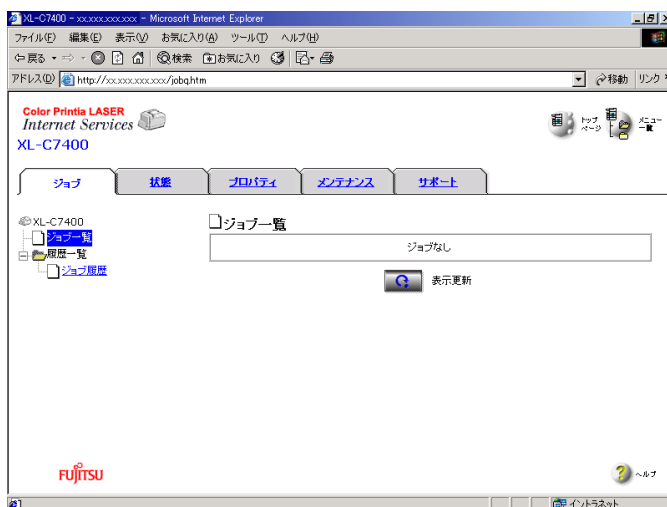 XL-C7400 - xx.xxx.xxx.xxx - Microsoft Internet Explorer
ファイル(F) 編集(E) 表示(V) お気に入り(A) ツール(T) ヘルプ(H)
戻る 検索 お気に入り
アドレス(D) http://xx.xxx.xxx.xxx/jobq.htm 移動 リンク
Color Printia LASER
Internet Services
XL-C7400
トップページ
メニュー一覧
ジョブ 状態 プロパティ メンテナンス サポート
XL-C7400
ジョブ一覧
履歴一覧
ジョブ履歴
ジョブ一覧
ジョブなし
表示更新
FUJITSU
ヘルプ
イントラネット